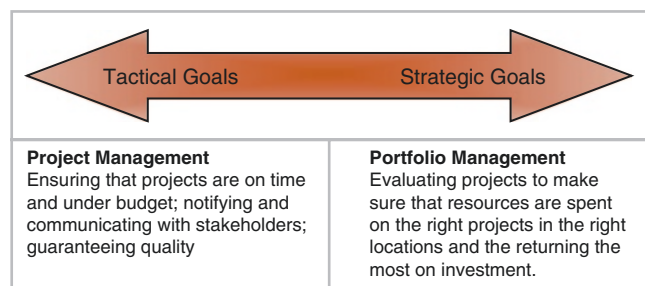 Tactical Goals
Strategic Goals
Project Management
Ensuring that projects are on time
and under budget; notifying and
communicating with stakeholders;
guaranteeing quality
Portfolio Management
Evaluating projects to make
sure that resources are spent
on the right projects in the right
locations and the returning the
most on investment.